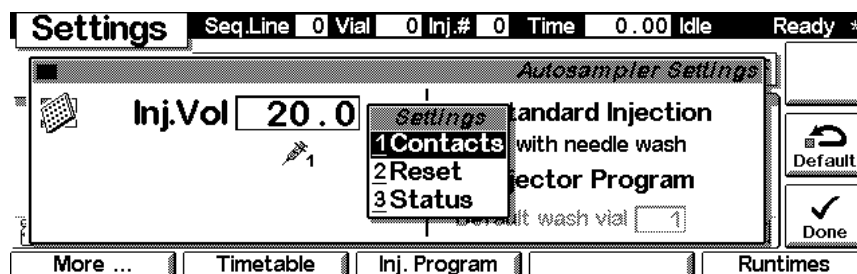 Settings Seq.Line 0 Vial 0 Inj.# 0 Time 0.00 Idle Ready *
Autosampler Settings
Inj.Vol 20.0
1
Settings
1 Contacts
2 Reset
3 Status
tandard Injection
with needle wash
jector Program
lt wash vial 1
Default
Done
More ...
Timetable
Inj. Program
Runtimes